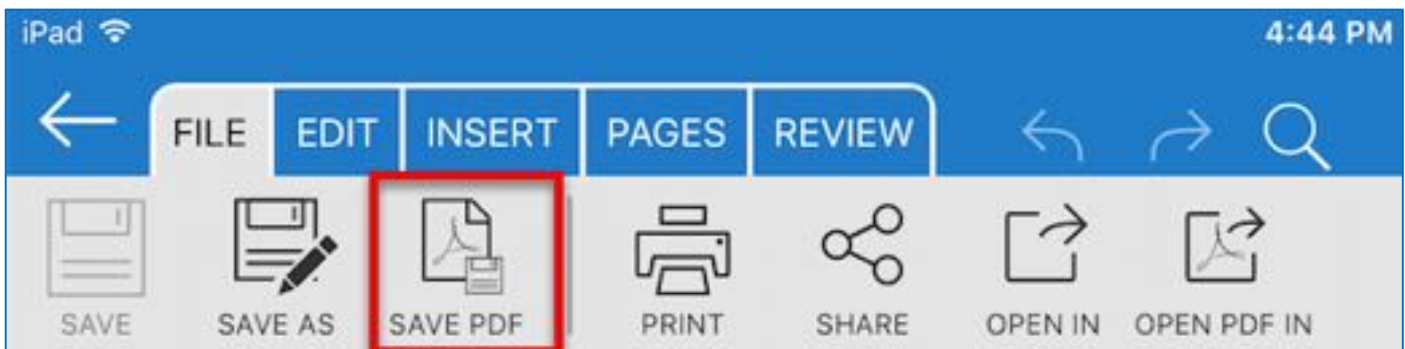 iPad 4:44 PM
FILE EDIT INSERT PAGES REVIEW
SAVE SAVE AS SAVE PDF PRINT SHARE OPEN IN OPEN PDF IN